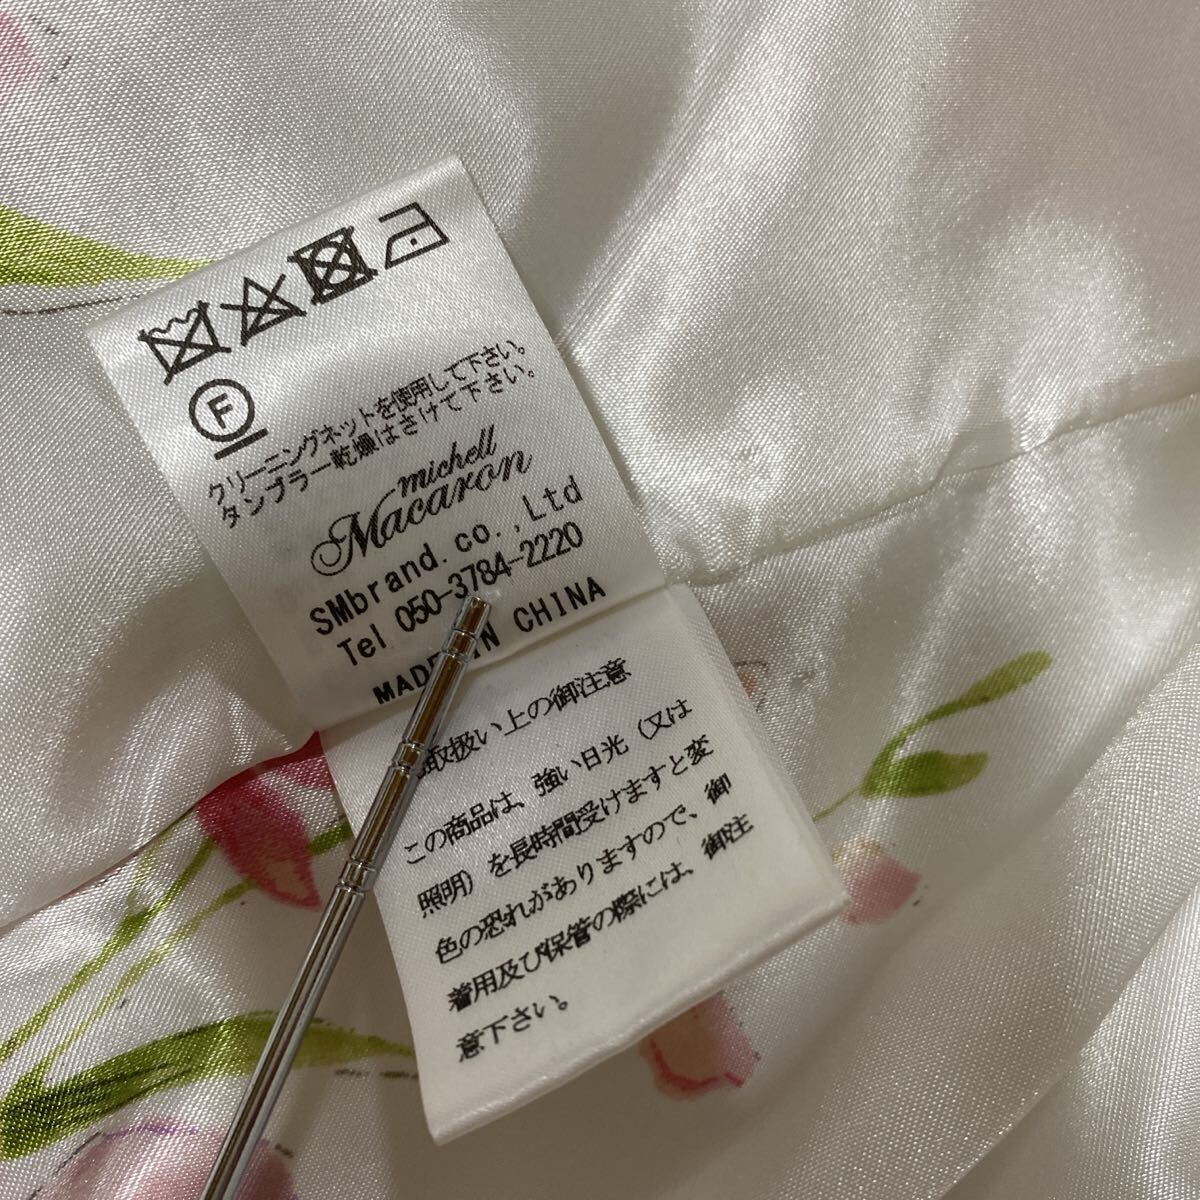 F
クリーニングネットを使用して下さい。
タンブラー乾燥はさけて下さい。
michell
Macaron
SMbrand.co.,Ltd
Tel 050-3784-2220
MADE IN CHINA
取扱い上の御注意
この商品は、強い日光（又は
照明）を長時間受けますと変
色の恐れがありますので、御
着用及び保管の際には、御注
意下さい。